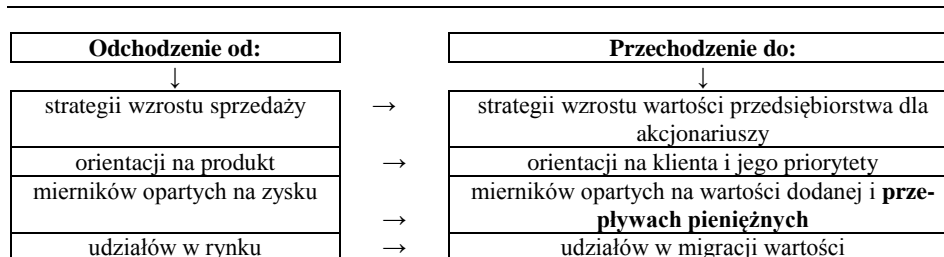 Odchodzenie od: Przechodzenie do:
↓ ↓
strategii wzrostu sprzedaży → strategii wzrostu wartości przedsiębiorstwa dla
akcjonariuszy
orientacji na produkt → orientacji na klienta i jego priorytety
mierników opartych na zysku mierników opartych na wartości dodanej i prze-
→ pływach pieniężnych
udziałów w rynku → udziałów w migracji wartości